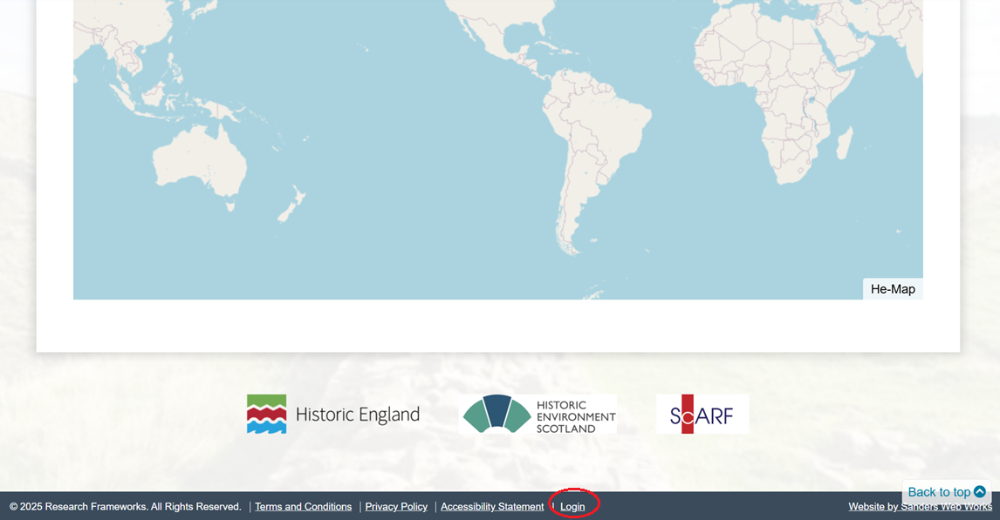 He-Map
Historic England
HISTORIC
ENVIRONMENT
SCOTLAND
ScARF
Back to top
© 2025 Research Frameworks. All Rights Reserved. | Terms and Conditions | Privacy Policy | Accessibility Statement | Login
Website by Sanders Web Works